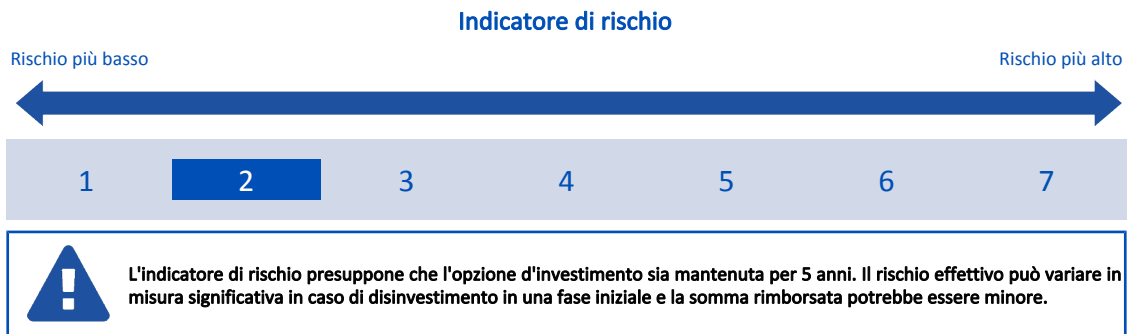 Indicatore di rischio
Rischio più basso
Rischio più alto
1 2 3 4 5 6 7
L'indicatore di rischio presuppone che l'opzione d'investimento sia mantenuta per 5 anni. Il rischio effettivo può variare in
misura significativa in caso di disinvestimento in una fase iniziale e la somma rimborsata potrebbe essere minore.